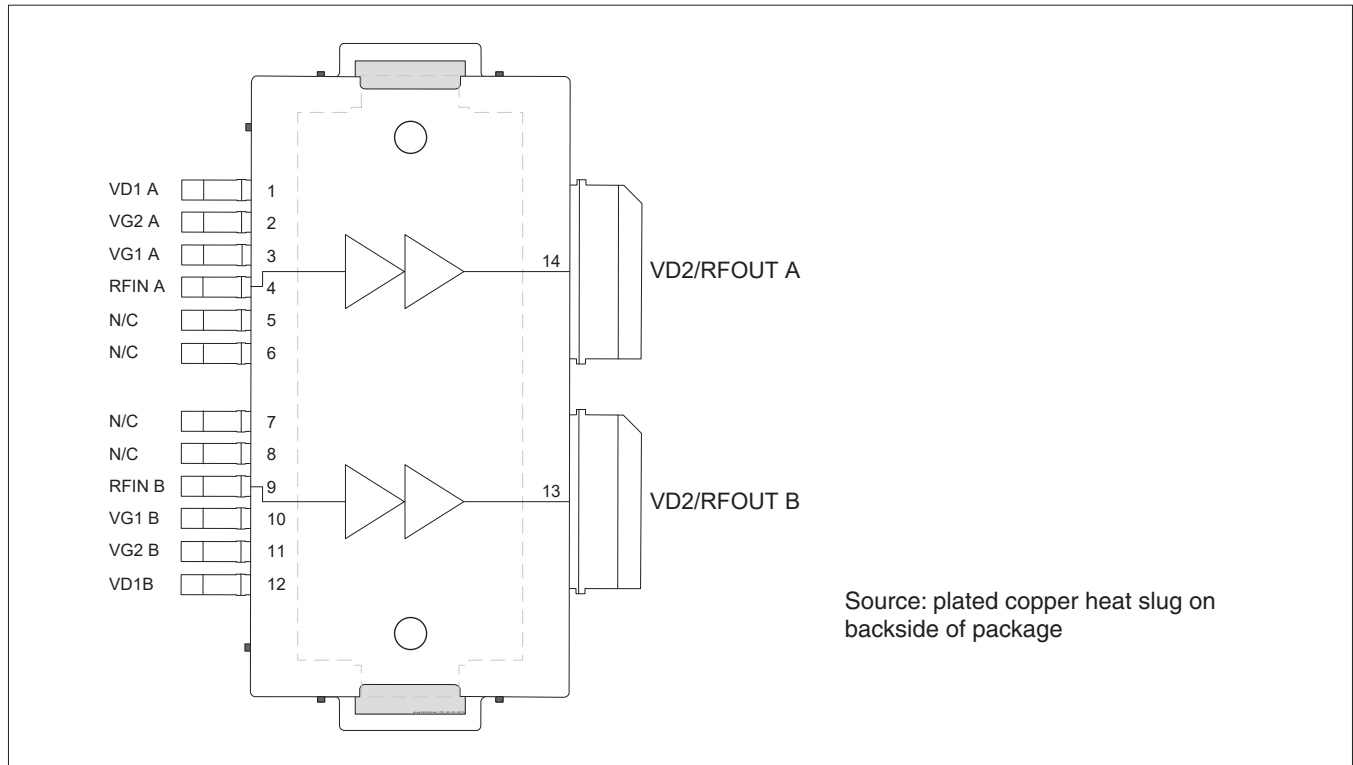 VD1 A 1
VG2 A 2
VG1 A 3
RFIN A 4
N/C 5
N/C 6
14 VD2/RFOUT A
N/C 7
N/C 8
RFIN B 9
VG1 B 10
VG2 B 11
VD1B 12
13 VD2/RFOUT B
Source: plated copper heat slug on
backside of package